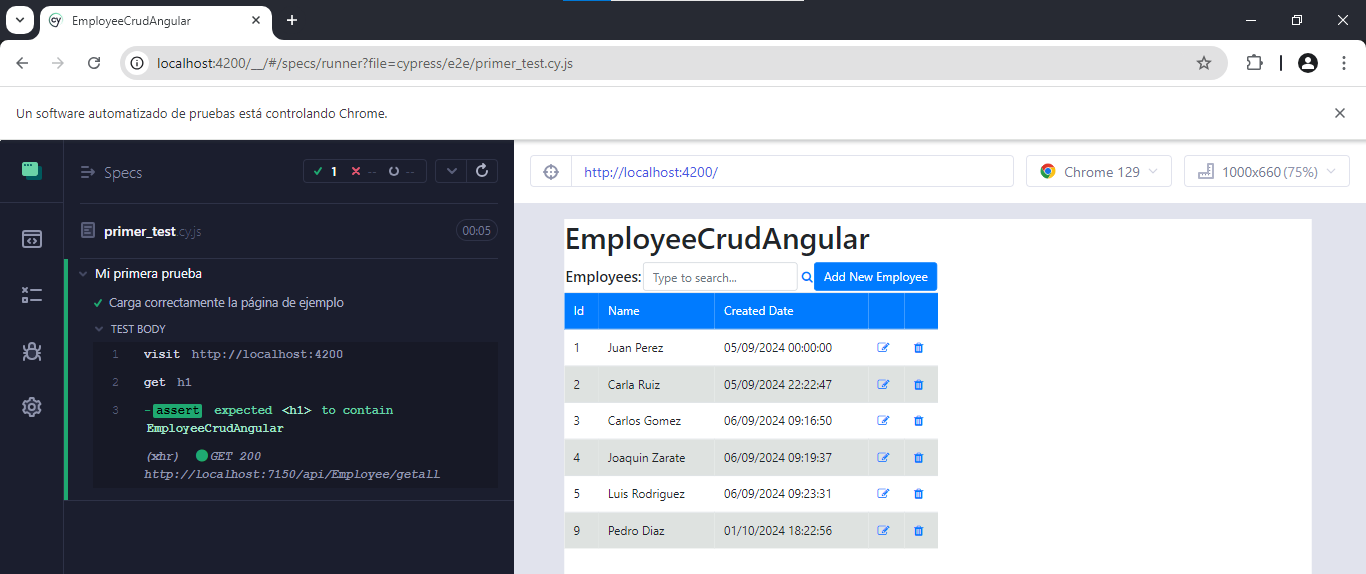 EmployeeCrudAngular
localhost:4200/__/#/specs/runner?file=cypress/e2e/primer_test.cy.js
Un software automatizado de pruebas está controlando Chrome.
Specs
1 -- --
http://localhost:4200/
Chrome 129
1000x660 (75%)
primer_test.cy.js
00:05
Mi primera prueba
Carga correctamente la página de ejemplo
TEST BODY
1 visit http://localhost:4200
2 get h1
3 -assert expected <h1> to contain
EmployeeCrudAngular
(xhr) GET 200
http://localhost:7150/api/Employee/getall
EmployeeCrudAngular
Employees: Type to search... Add New Employee
Id Name Created Date
1 Juan Perez 05/09/2024 00:00:00
2 Carla Ruiz 05/09/2024 22:22:47
3 Carlos Gomez 06/09/2024 09:16:50
4 Joaquin Zarate 06/09/2024 09:19:37
5 Luis Rodriguez 06/09/2024 09:23:31
9 Pedro Diaz 01/10/2024 18:22:56